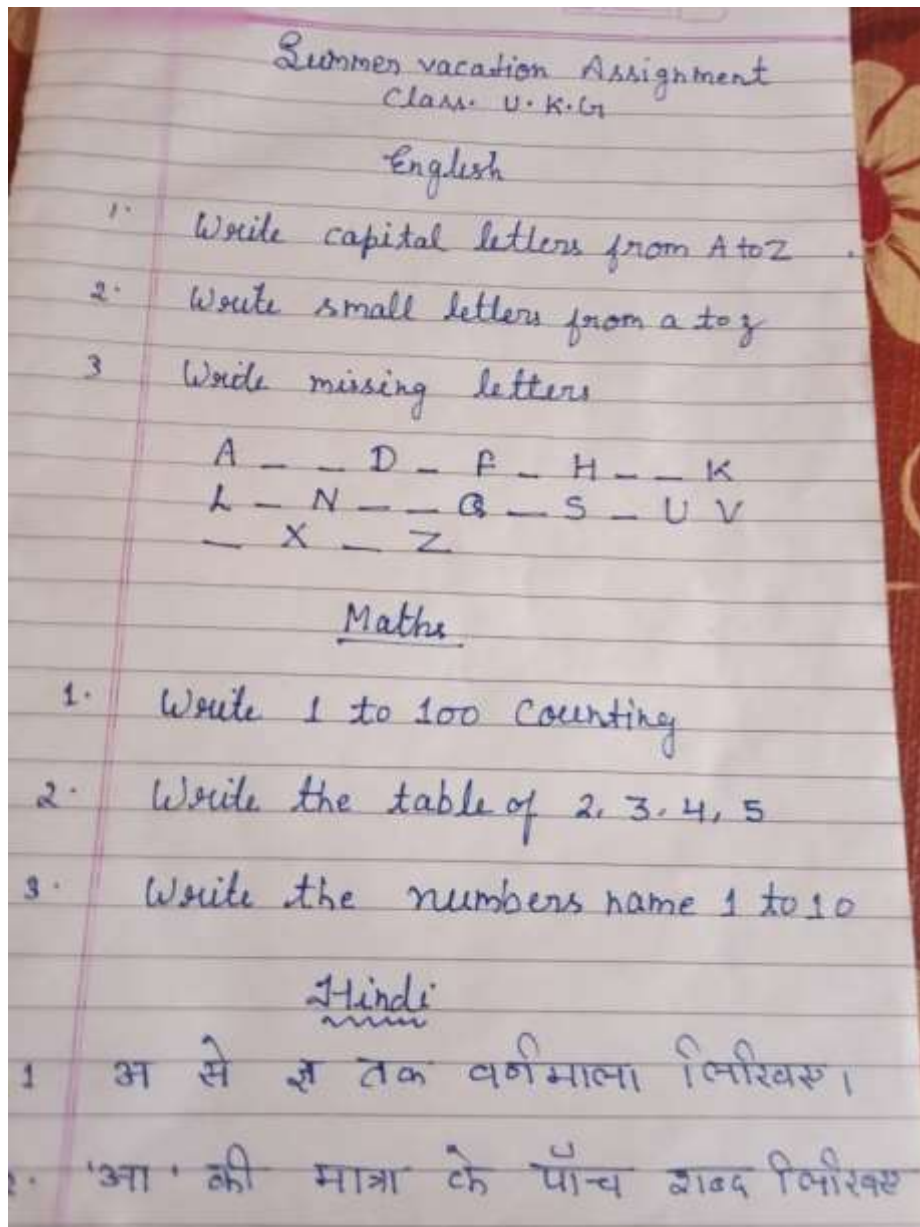 Summer vacation Assignment
Class. U.K.G
English
1. Write capital letters from A to Z
2. Write small letters from a to z
3 Write missing letters
A _ _ D _ F _ H _ _ K
L _ N _ _ Q _ S _ U V
_ X _ Z
Maths
1. Write 1 to 100 Counting
2. Write the table of 2, 3, 4, 5
3. Write the numbers name 1 to 10
Hindi
1 अ से ज्ञ तक वर्णमाला लिखिए।
2. 'आ' की मात्रा के पाँच शब्द लिखिए